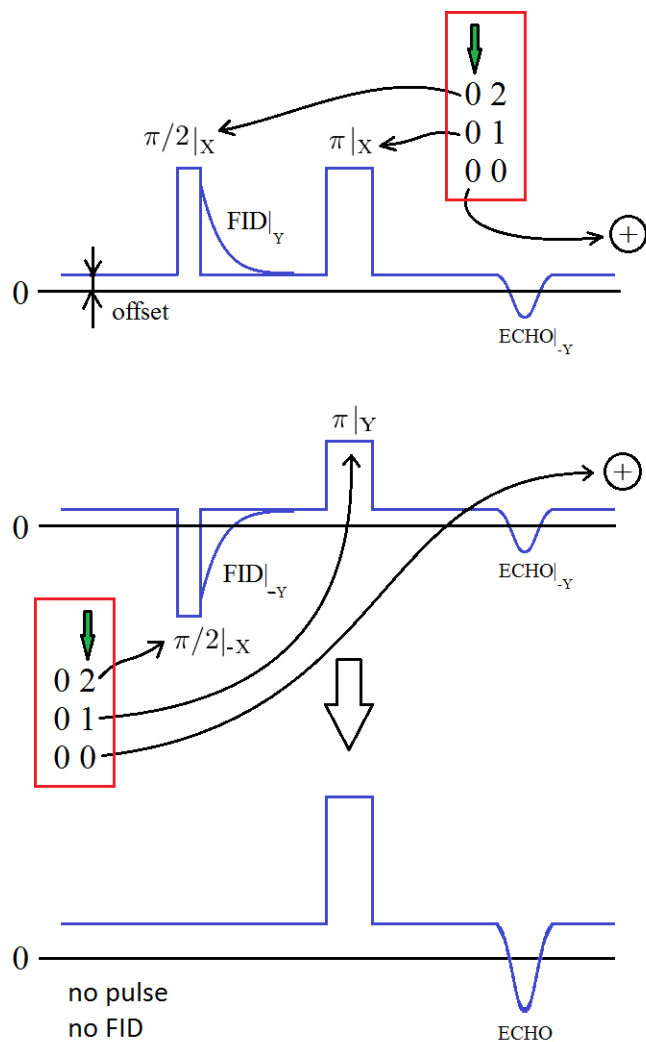 0 2
π/2|X π|X 0 1
0 0
FID|Y +
0
offset
ECHO|-Y
π|Y
+
0
FID|-Y ECHO|-Y
π/2|-X
0 2
0 1
0 0
0
no pulse
no FID ECHO